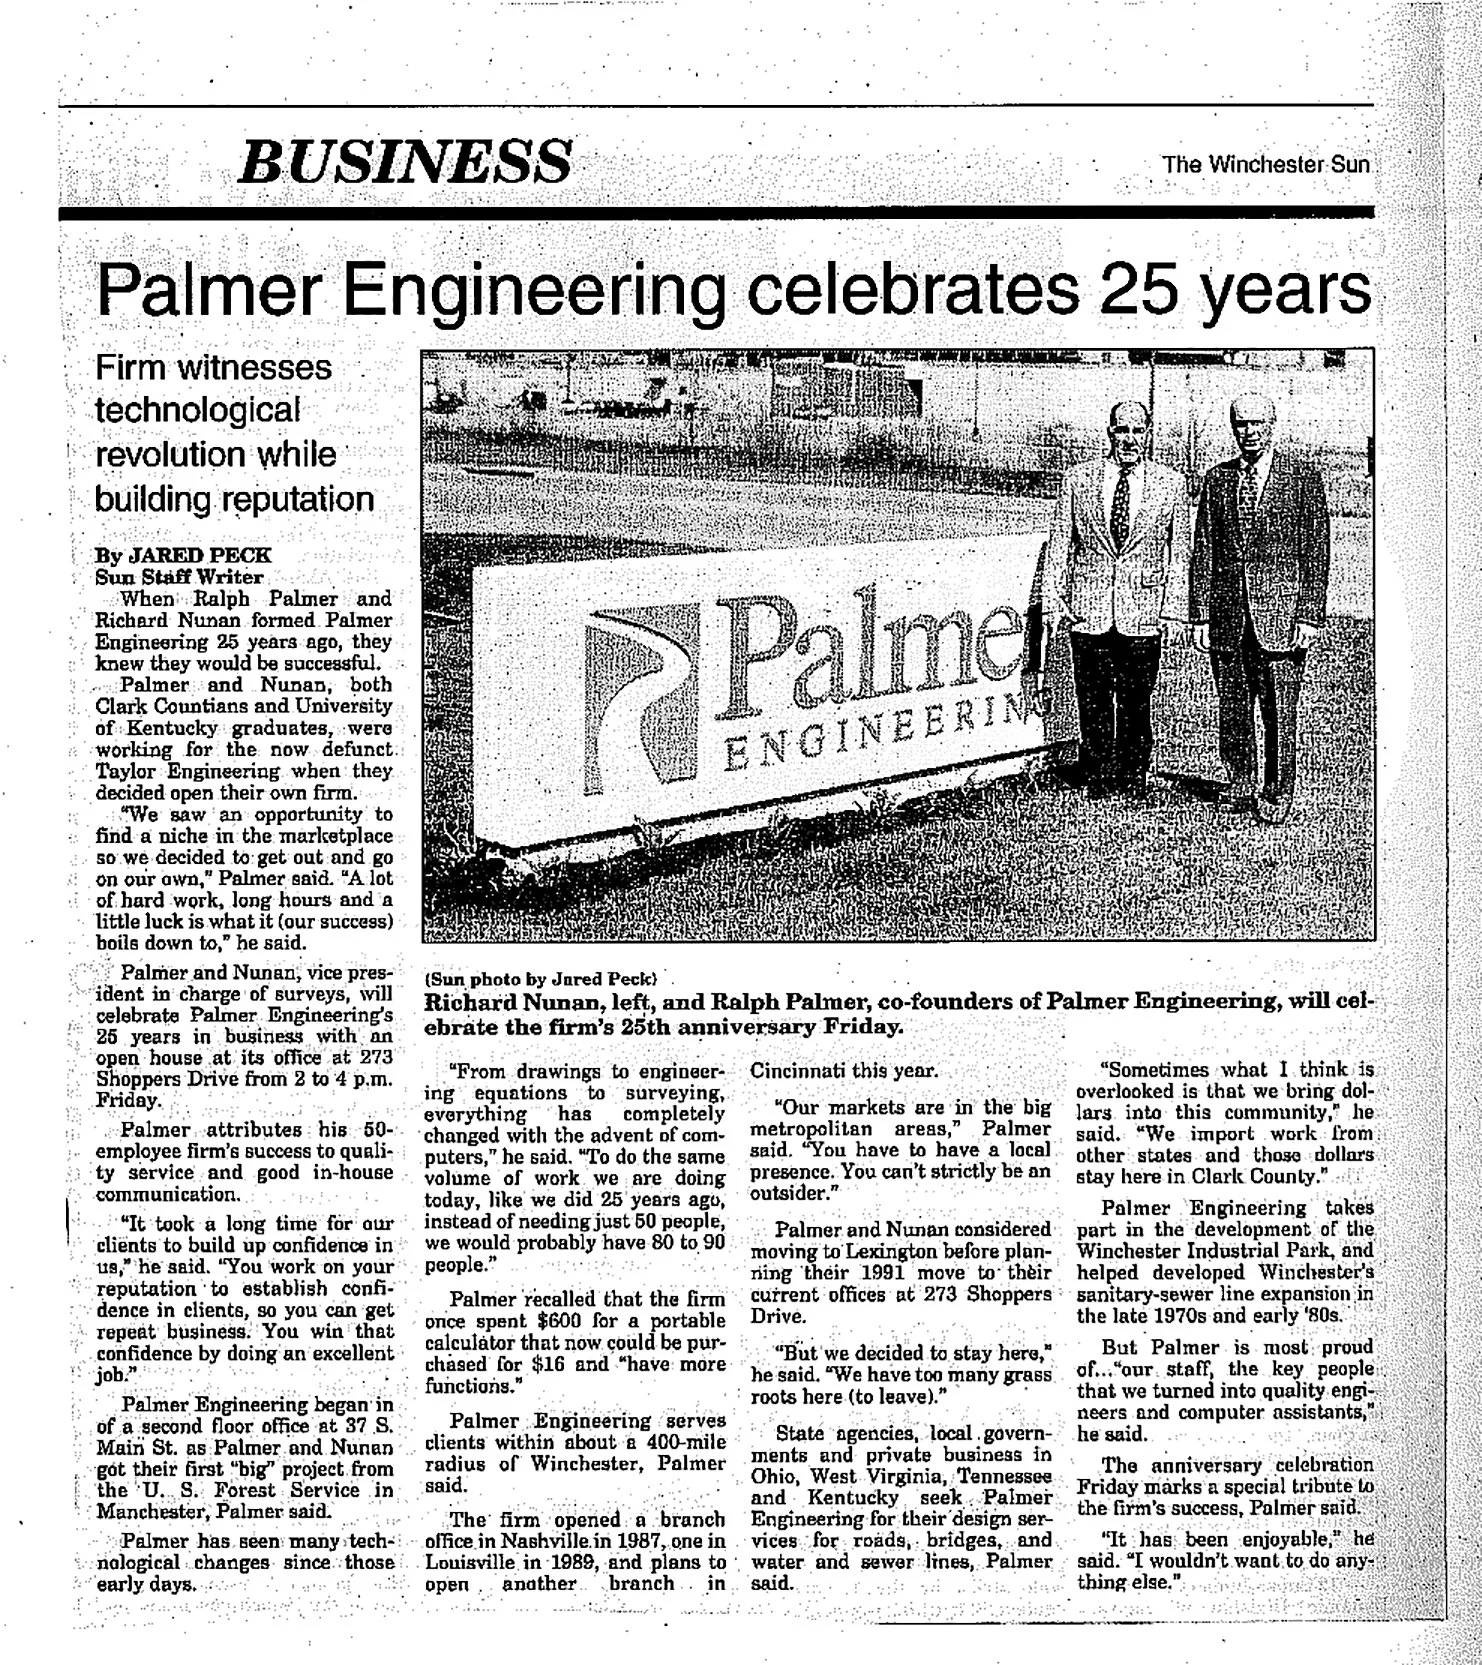 BUSINESS
The Winchester Sun
Palmer Engineering celebrates 25 years
Firm witnesses
technological
revolution while
building reputation
By JARED PECK
Sun Staff Writer
When Ralph Palmer and
Richard Nunan formed Palmer
Engineering 25 years ago, they
knew they would be successful.
Palmer and Nunan, both
Clark Countians and University
of Kentucky graduates, were
working for the now defunct
Taylor Engineering when they
decided open their own firm.
"We saw an opportunity to
find a niche in the marketplace
so we decided to get out and go
on our own," Palmer said. "A lot
of hard work, long hours and a
little luck is what it (our success)
boils down to," he said.
Palmer and Nunan, vice pres-
ident in charge of surveys, will
celebrate Palmer Engineering's
25 years in business with an
open house at its office at 273
Shoppers Drive from 2 to 4 p.m.
Friday.
Palmer attributes his 50-
employee firm's success to quali-
ty service and good in-house
communication.
"It took a long time for our
clients to build up confidence in
us," he said. "You work on your
reputation to establish confi-
dence in clients, so you can get
repeat business. You win that
confidence by doing an excellent
job."
Palmer Engineering began in
of a second floor office at 37 S.
Main St. as Palmer and Nunan
got their first "big" project from
the U. S. Forest Service in
Manchester, Palmer said.
Palmer has seen many tech-
nological changes since those
early days.
Palme
ENGINEERING
(Sun photo by Jared Peck)
Richard Nunan, left, and Ralph Palmer, co-founders of Palmer Engineering, will cel-
ebrate the firm's 25th anniversary Friday.
"From drawings to engineer-
ing equations to surveying,
everything has completely
changed with the advent of com-
puters," he said. "To do the same
volume of work we are doing
today, like we did 25 years ago,
instead of needing just 50 people,
we would probably have 80 to 90
people."
Palmer recalled that the firm
once spent $600 for a portable
calculator that now could be pur-
chased for $16 and "have more
functions."
Palmer Engineering serves
clients within about a 400-mile
radius of Winchester, Palmer
said.
The firm opened a branch
office in Nashville in 1987, one in
Louisville in 1989, and plans to
open another branch in
Cincinnati this year.
"Our markets are in the big
metropolitan areas," Palmer
said. "You have to have a local
presence. You can't strictly be an
outsider."
Palmer and Nunan considered
moving to Lexington before plan-
ning their 1991 move to their
current offices at 273 Shoppers
Drive.
"But we decided to stay here,"
he said. "We have too many grass
roots here (to leave)."
State agencies, local govern-
ments and private business in
Ohio, West Virginia, Tennessee
and Kentucky seek Palmer
Engineering for their design ser-
vices for roads, bridges, and
water and sewer lines, Palmer
said.
"Sometimes what I think is
overlooked is that we bring dol-
lars into this community," he
said. "We import work from
other states and those dollars
stay here in Clark County."
Palmer Engineering takes
part in the development of the
Winchester Industrial Park, and
helped developed Winchester's
sanitary-sewer line expansion in
the late 1970s and early '80s.
But Palmer is most proud
of..."our staff, the key people
that we turned into quality engi-
neers and computer assistants,"
he said.
The anniversary celebration
Friday marks a special tribute to
the firm's success, Palmer said.
"It has been enjoyable," he
said. "I wouldn't want to do any-
thing else."